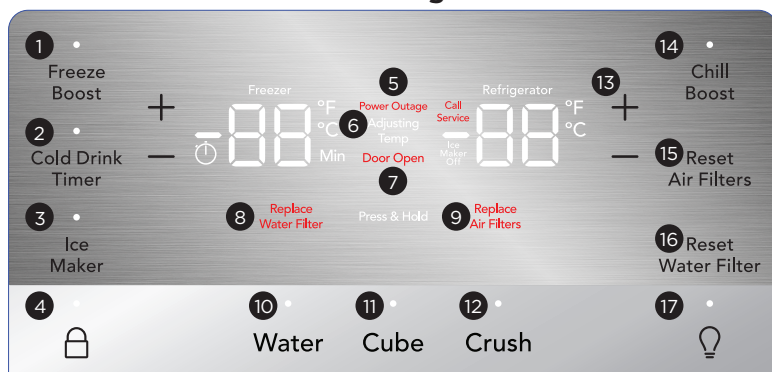 1
Freeze
Boost
2
Cold Drink
Timer
3
Ice
Maker
4
+
−
Freezer
88
°F
°C
Min
5
Power Outage
6
Adjusting
Temp
Door Open
7
Call
Service
Ice
Maker
Off
Refrigerator
88
°F
°C
8
Replace
Water Filter
Press & Hold
9
Replace
Air Filters
10
Water
11
Cube
12
Crush
13
+
−
14
Chill
Boost
15
Reset
Air Filters
16
Reset
Water Filter
17